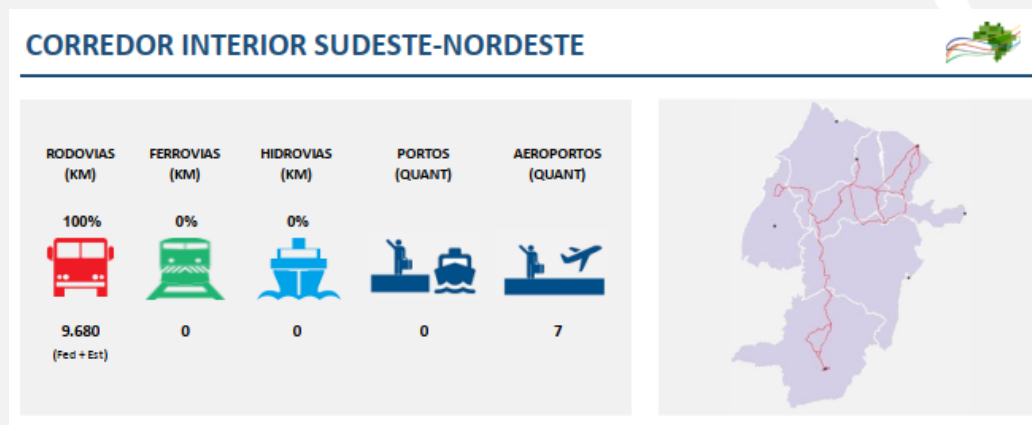 CORREDOR INTERIOR SUDESTE-NORDESTE
RODOVIAS (KM)
FERROVIAS (KM)
HIDROVIAS (KM)
PORTOS (QUANT)
AEROPORTOS (QUANT)
100%
0%
0%
9.680
(Fed + Est)
0
0
0
7